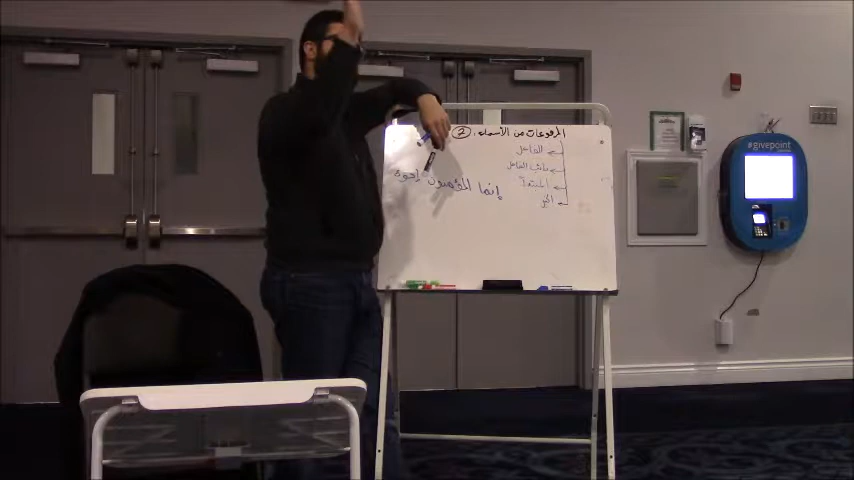 المرفوعات من الأسماء:
2
الفاعل
نائب الفاعل
المبتدأ
الخبر
إنما المؤمنون إخوة
#givepoint